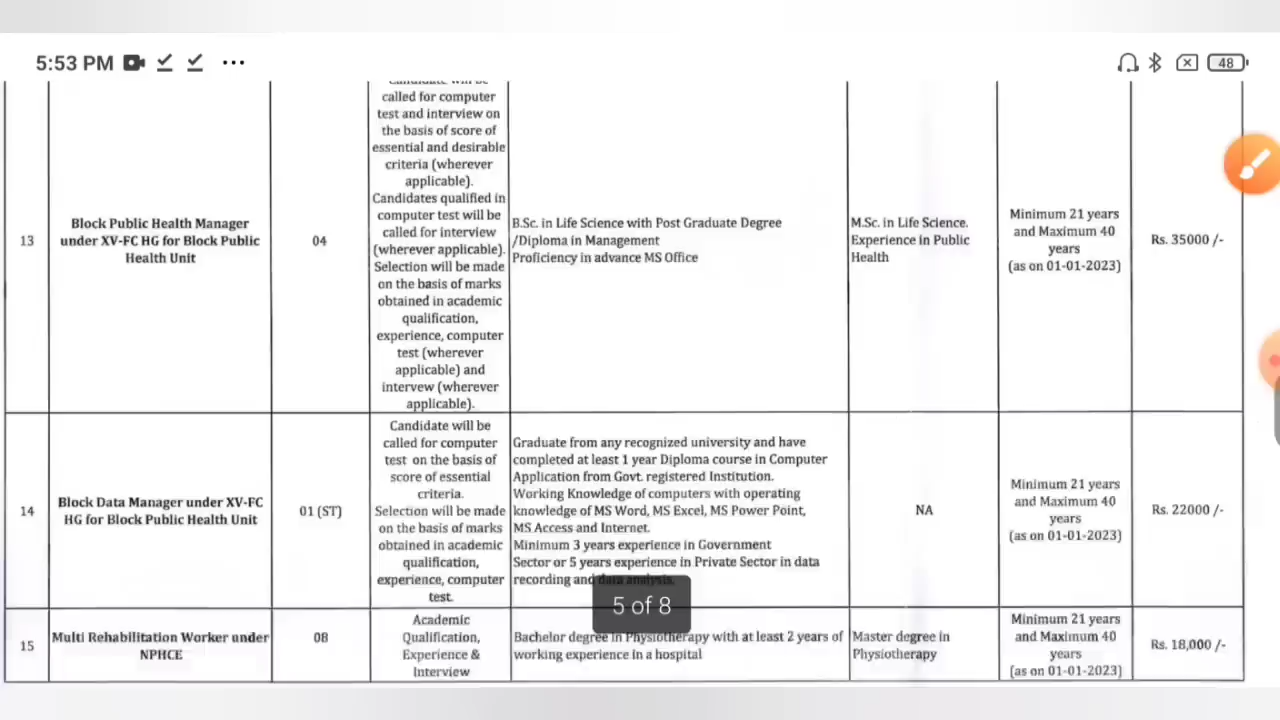 5:53 PM
48
13
Block Public Health Manager
under XV-FC HG for Block Public
Health Unit
04
Candidate will be
called for computer
test and interview on
the basis of score of
essential and desirable
criteria (wherever
applicable).
Candidates qualified in
computer test will be
called for interview
(wherever applicable).
Selection will be made
on the basis of marks
obtained in academic
qualification,
experience, computer
test (wherever
applicable) and
intervew (wherever
applicable).
B.Sc. in Life Science with Post Graduate Degree
/Diploma in Management
Proficiency in advance MS Office
M.Sc. in Life Science.
Experience in Public
Health
Minimum 21 years
and Maximum 40
years
(as on 01-01-2023)
Rs. 35000 /-
14
Block Data Manager under XV-FC
HG for Block Public Health Unit
01 (ST)
Candidate will be
called for computer
test on the basis of
score of essential
criteria.
Selection will be made
on the basis of marks
obtained in academic
qualification,
experience, computer
test.
Graduate from any recognized university and have
completed at least 1 year Diploma course in Computer
Application from Govt. registered Institution.
Working Knowledge of computers with operating
knowledge of MS Word, MS Excel, MS Power Point,
MS Access and Internet.
Minimum 3 years experience in Government
Sector or 5 years experience in Private Sector in data
recording and data analysis.
NA
Minimum 21 years
and Maximum 40
years
(as on 01-01-2023)
Rs. 22000 /-
5 of 8
15
Multi Rehabilitation Worker under
NPHCE
08
Academic
Qualification,
Experience &
Interview
Bachelor degree in Physiotherapy with at least 2 years of
working experience in a hospital
Master degree in
Physiotherapy
Minimum 21 years
and Maximum 40
years
(as on 01-01-2023)
Rs. 18,000 /-